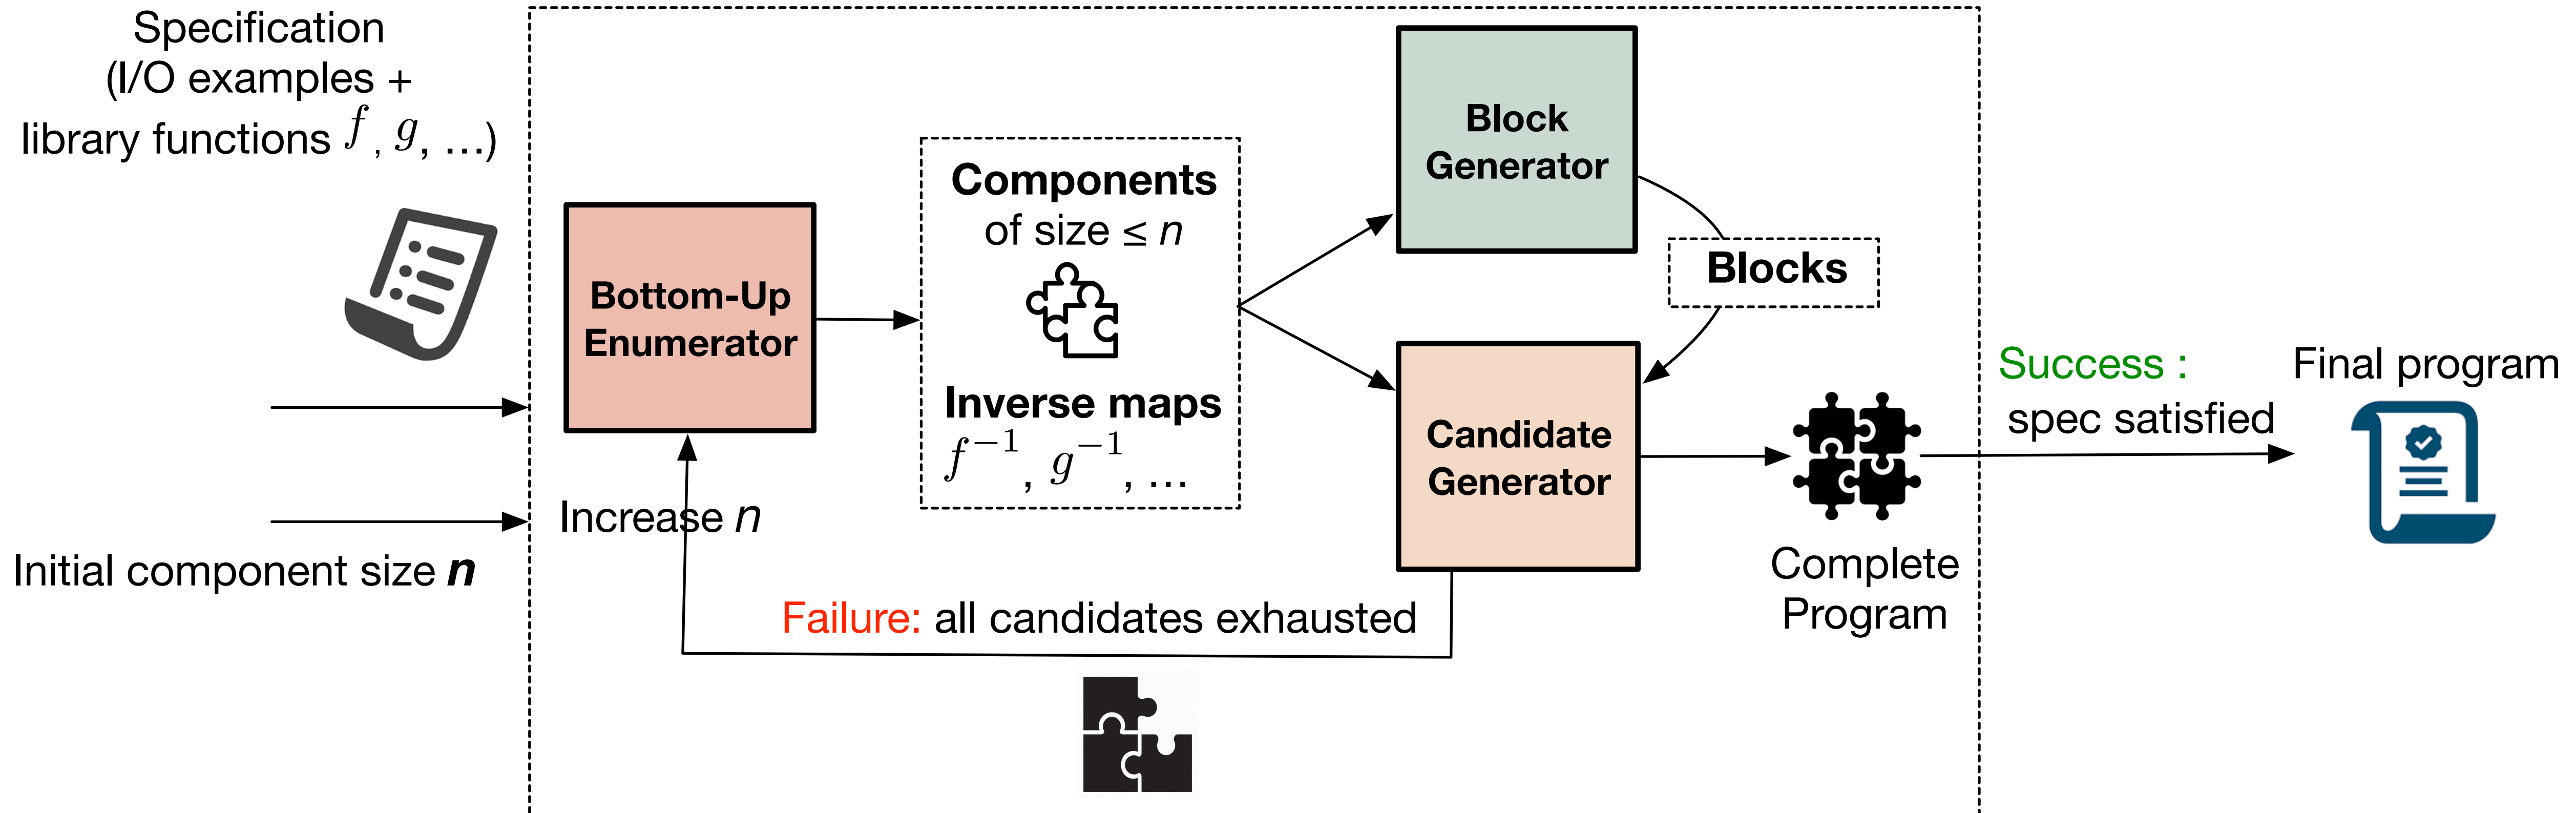 Specification
(I/O examples +
library functions f, g, ...)
Initial component size n
Bottom-Up
Enumerator
Increase n
Components
of size ≤ n
Inverse maps
f⁻¹, g⁻¹, ...
Block
Generator
Blocks
Candidate
Generator
Failure: all candidates exhausted
Complete
Program
Success :
spec satisfied
Final program